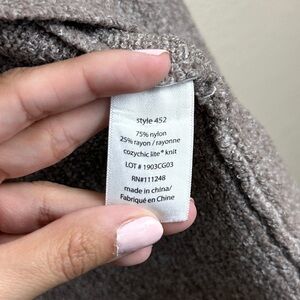 style 452
75% nylon
25% rayon / rayonne
cozychic lite® knit
LOT # 1903CG03
RN#111248
made in china/
Fabriqué en Chine